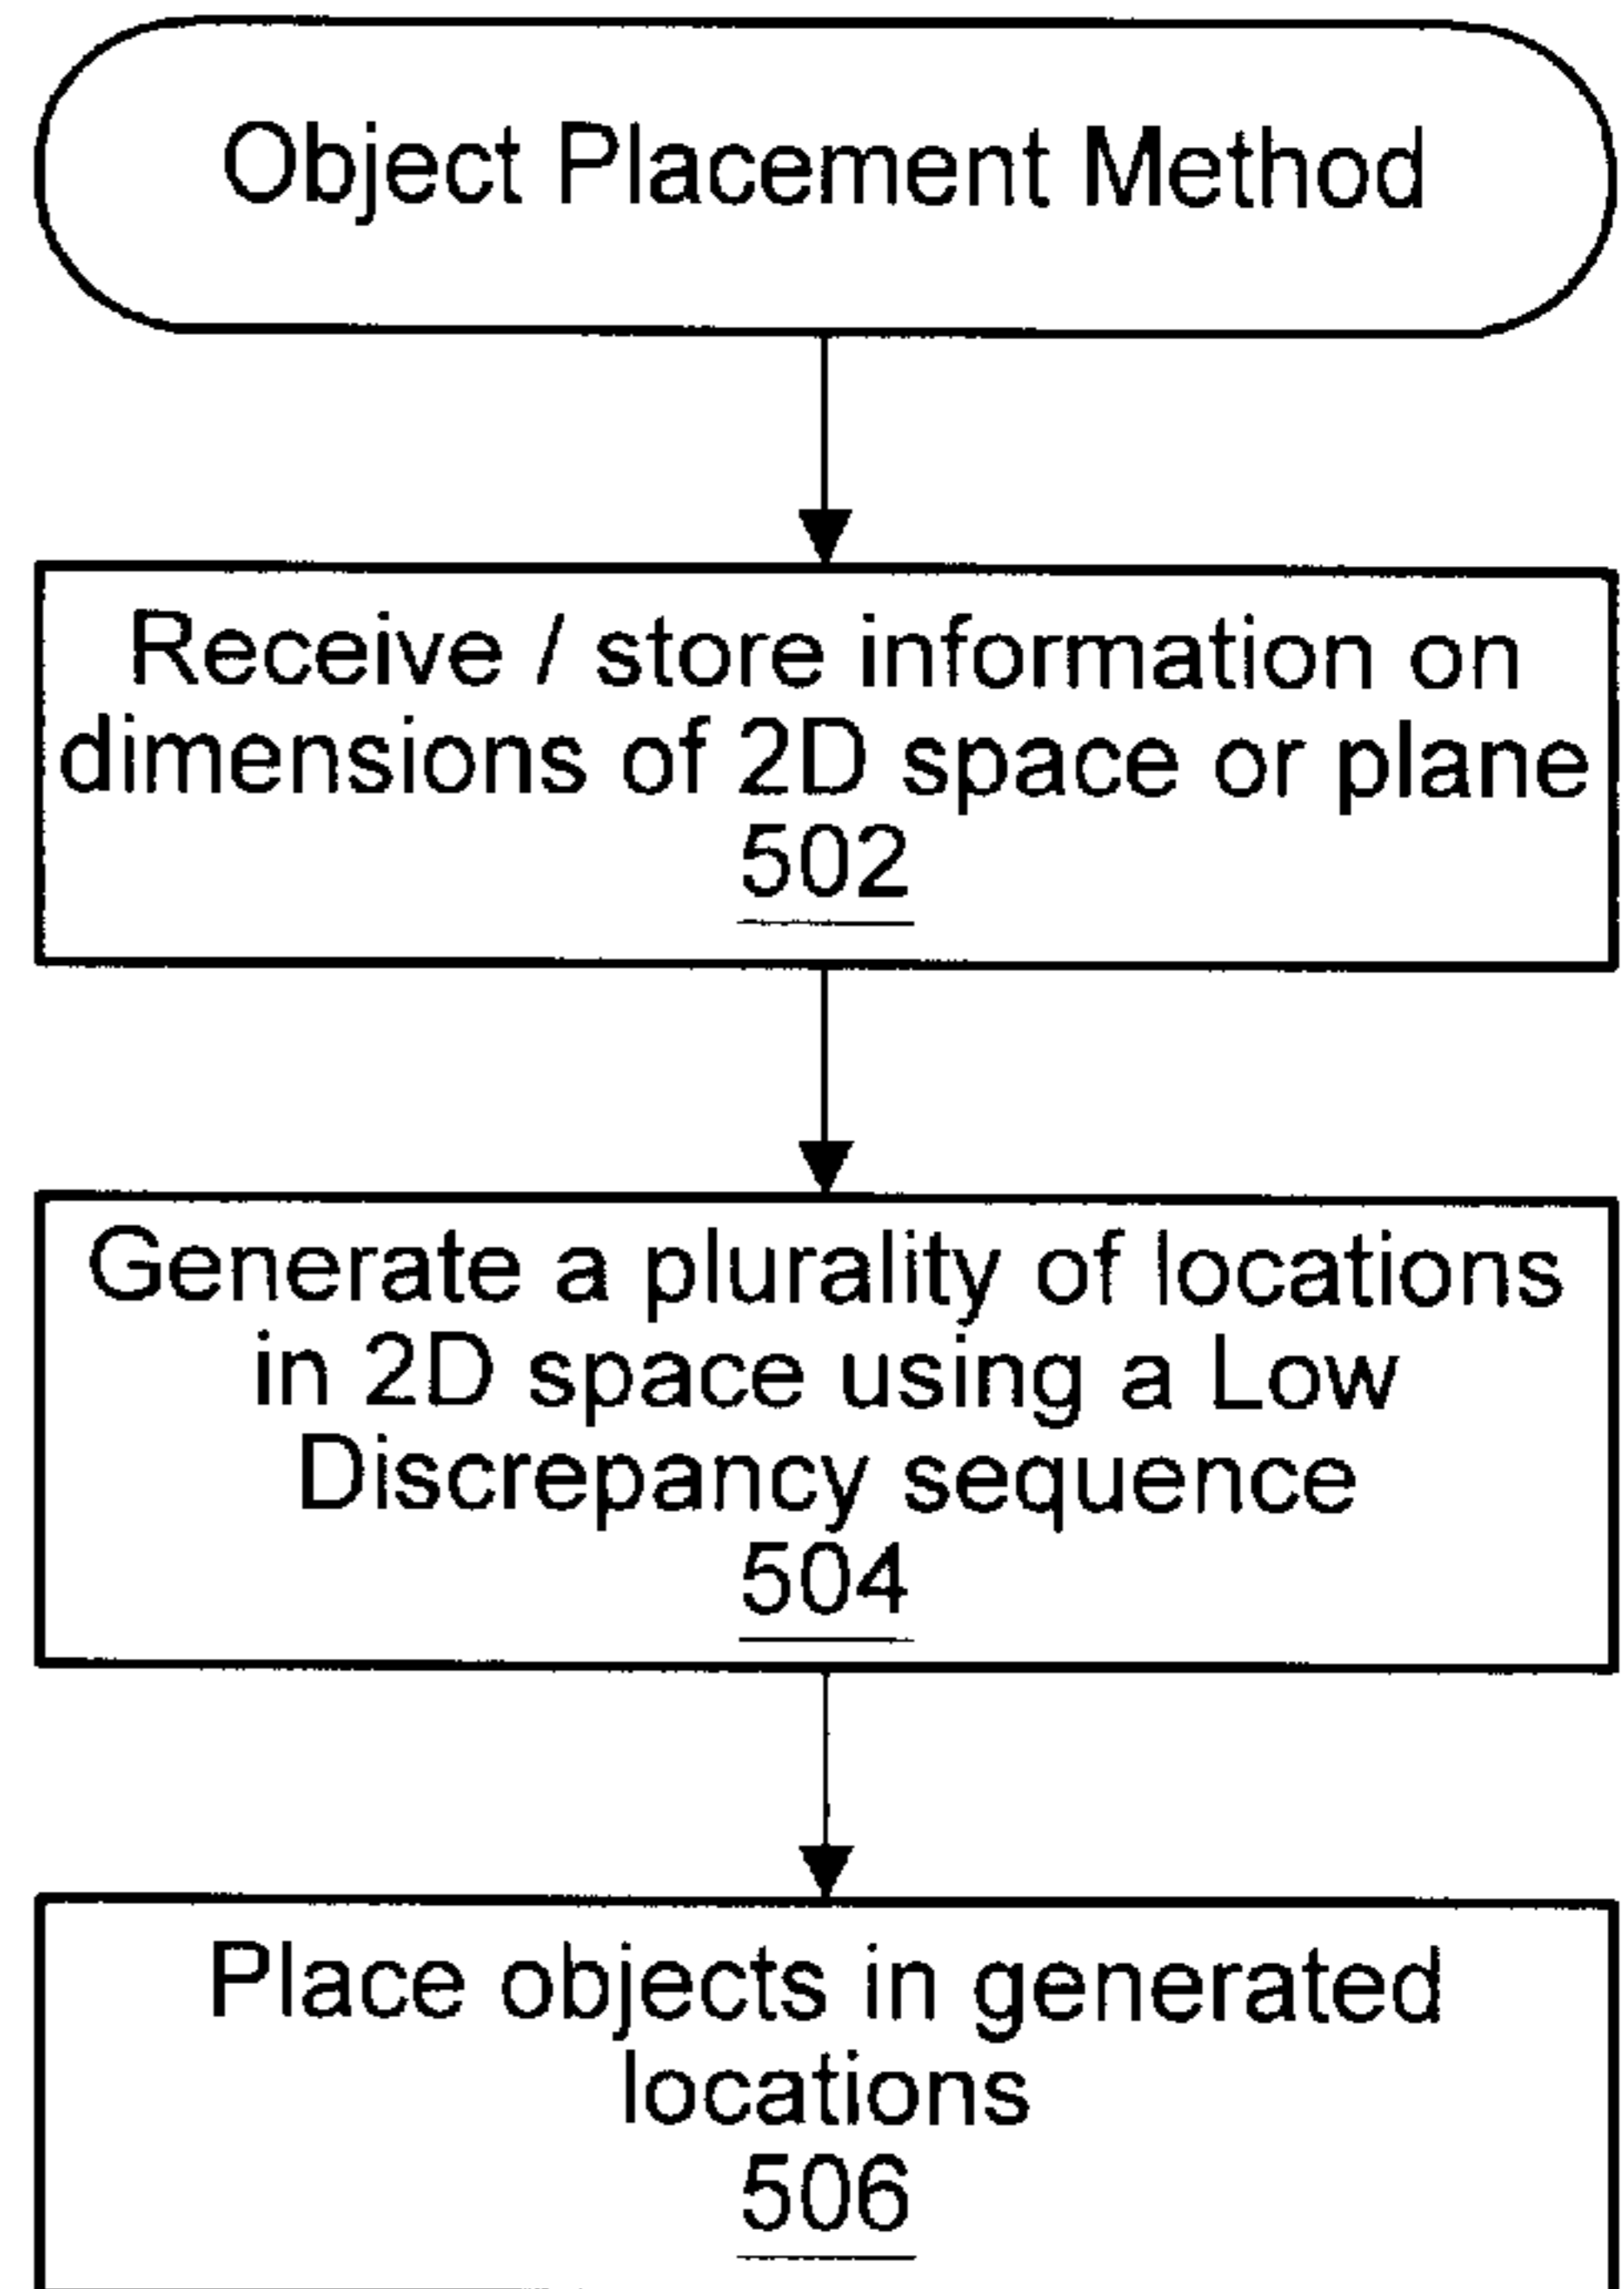 Object Placement Method
Receive / store information on
dimensions of 2D space or plane
502
Generate a plurality of locations
in 2D space using a Low
Discrepancy sequence
504
Place objects in generated
locations
506